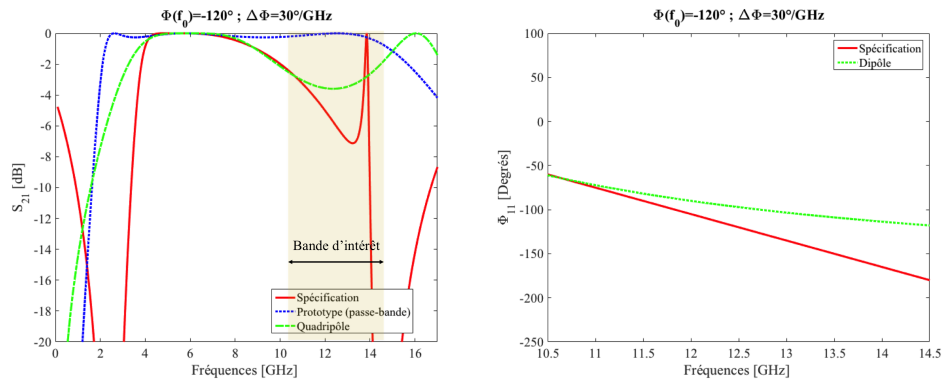 Φ(f0)=-120° ; ΔΦ=30°/GHz
0
-2
-4
-6
-8
-10
-12
-14
-16
-18
-20
S21 [dB]
Bande d'intérêt
Spécification
Prototype (passe-bande)
Quadripôle
0 2 4 6 8 10 12 14 16
Fréquences [GHz]
Φ(f0)=-120° ; ΔΦ=30°/GHz
100
50
0
-50
-100
-150
-200
-250
Φ11 [Degrés]
Spécification
Dipôle
10.5 11 11.5 12 12.5 13 13.5 14 14.5
Fréquences [GHz]